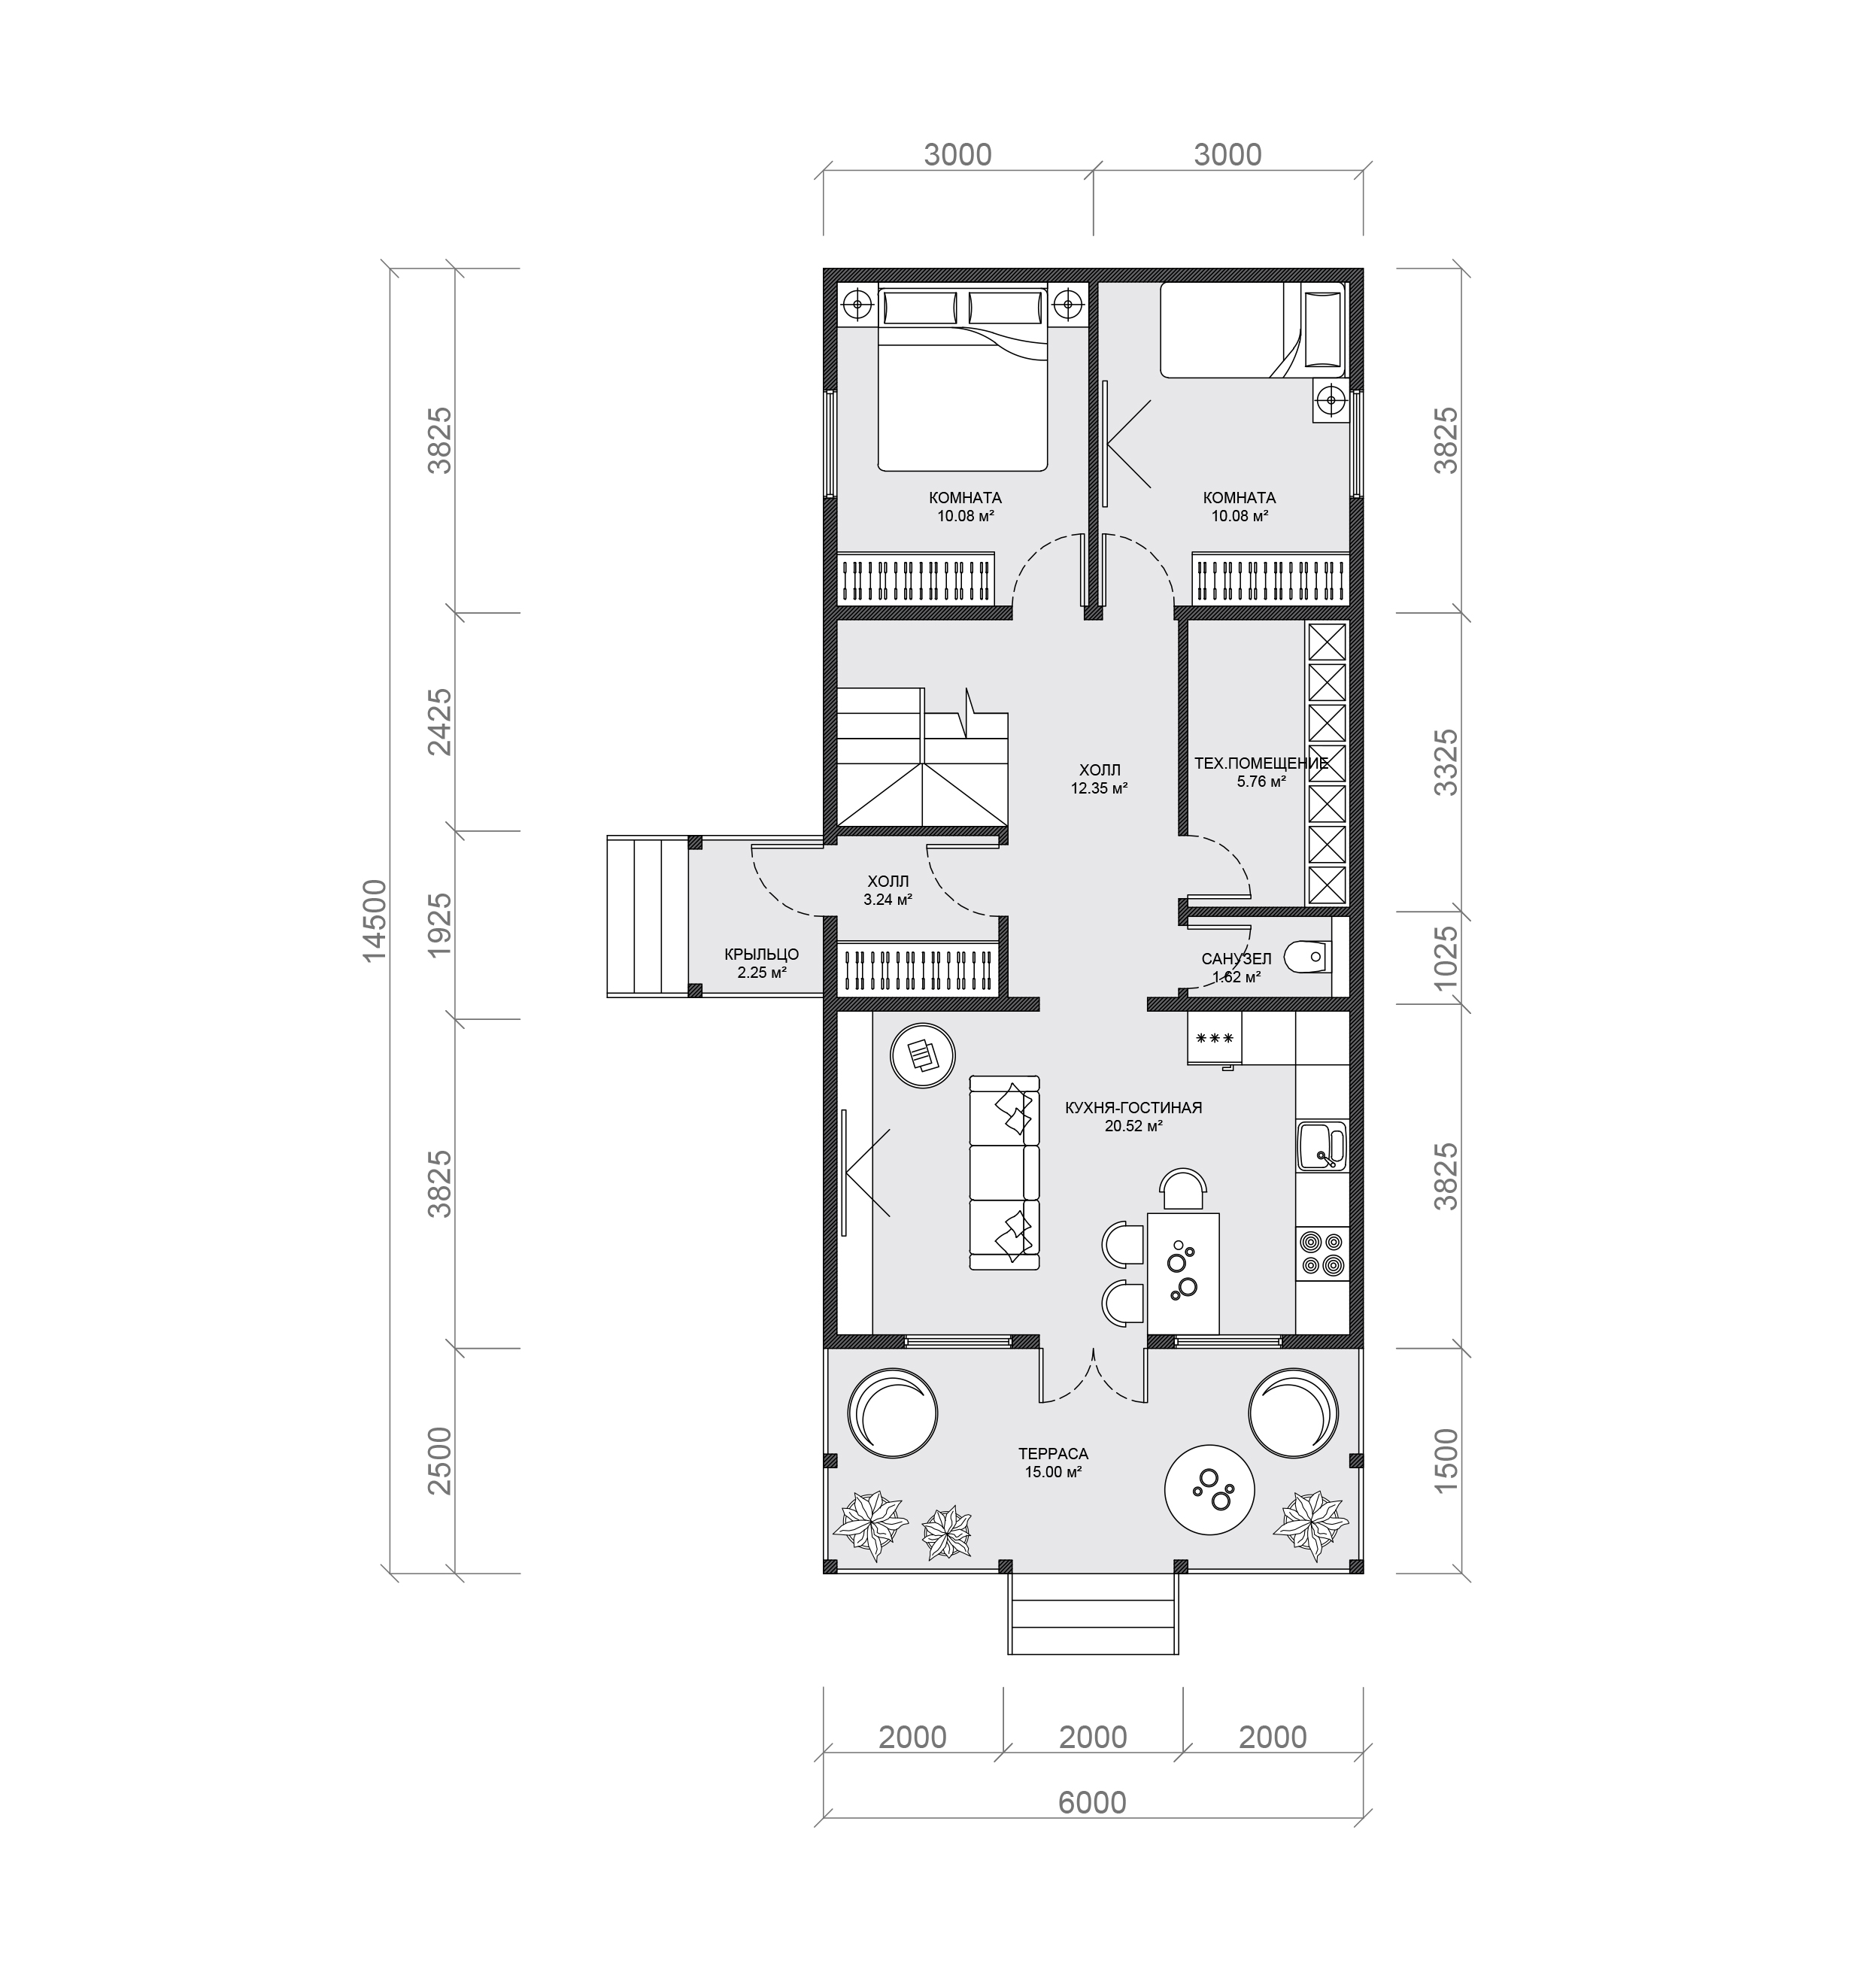 3000
3000
3825
3825
КОМНАТА
10.08 м²
КОМНАТА
10.08 м²
2425
3325
ХОЛЛ
12.35 м²
ТЕХ.ПОМЕЩЕНИЕ
5.76 м²
14500
1925
1025
ХОЛЛ
3.24 м²
КРЫЛЬЦО
2.25 м²
САНУЗЕЛ
1.62 м²
3825
3825
КУХНЯ-ГОСТИНАЯ
20.52 м²
2500
1500
ТЕРРАСА
15.00 м²
2000
2000
2000
6000